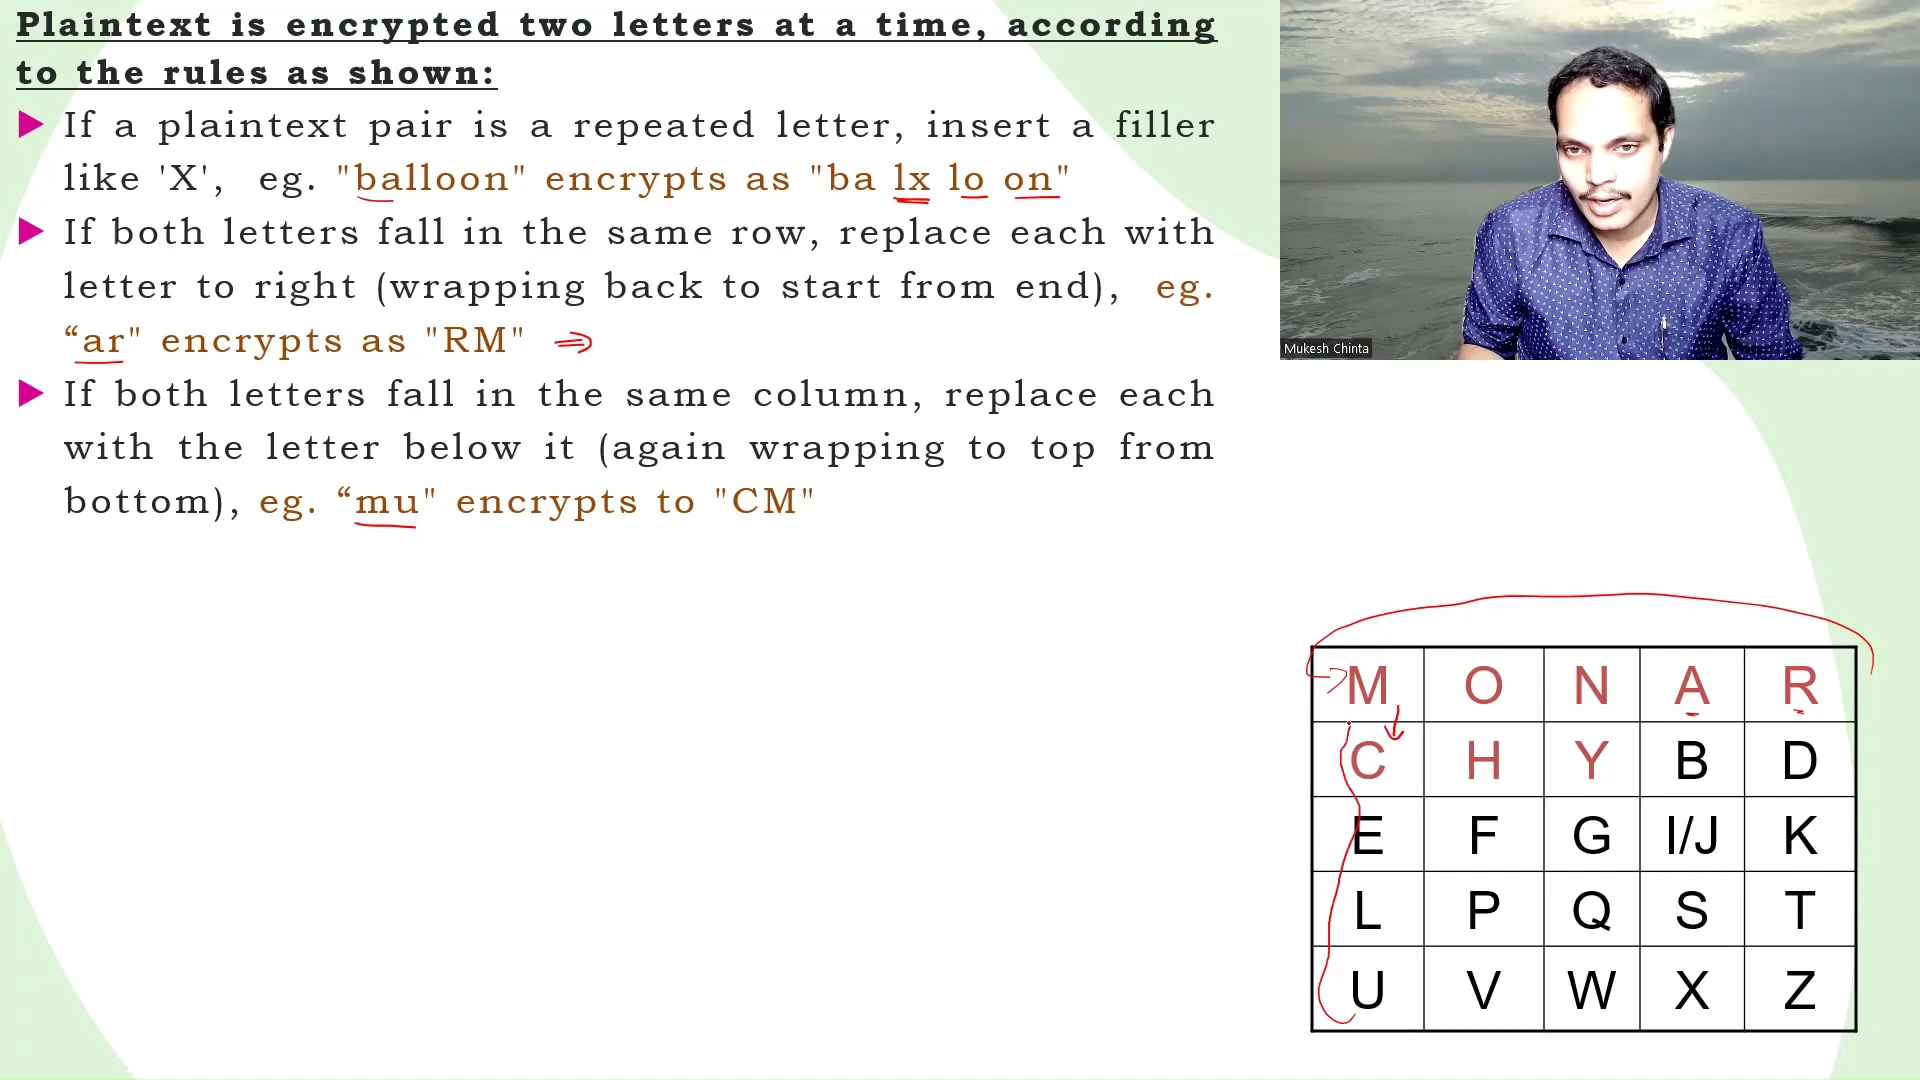 Plaintext is encrypted two letters at a time, according
to the rules as shown:
If a plaintext pair is a repeated letter, insert a filler
like 'X', eg. "balloon" encrypts as "ba lx lo on"
If both letters fall in the same row, replace each with
letter to right (wrapping back to start from end), eg.
“ar" encrypts as "RM"
If both letters fall in the same column, replace each
with the letter below it (again wrapping to top from
bottom), eg. “mu" encrypts to "CM"
Mukesh Chinta
M O N A R
C H Y B D
E F G I/J K
L P Q S T
U V W X Z